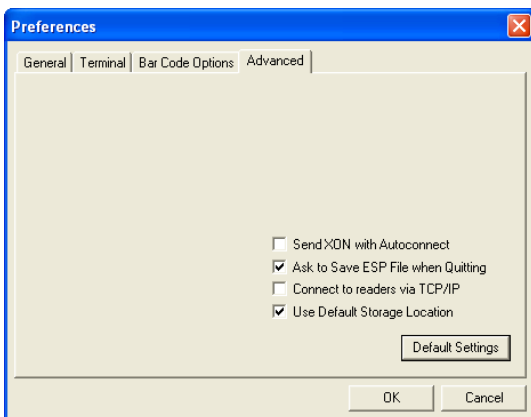 Preferences
General Terminal Bar Code Options Advanced
Send XON with Autoconnect
Ask to Save ESP File when Quitting
Connect to readers via TCP/IP
Use Default Storage Location
Default Settings
OK Cancel